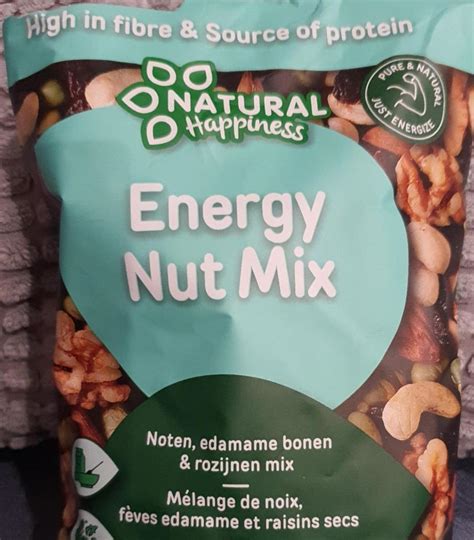 High in fibre & Source of protein
NATURAL
Happiness
PURE & NATURAL
JUST ENERGIZE
Energy
Nut Mix
Noten, edamame bonen
& rozijnen mix
Mélange de noix,
fèves edamame et raisins secs